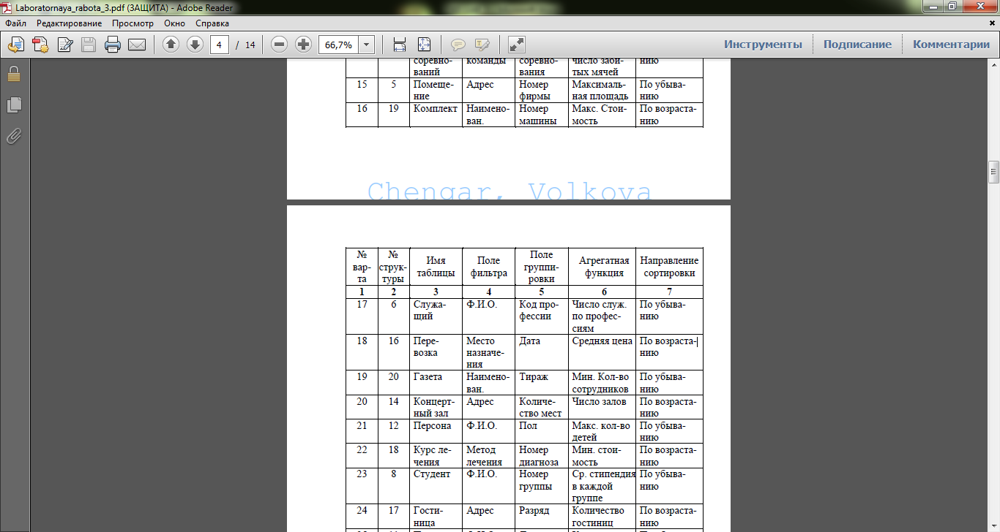 Laboratornaya_rabota_3.pdf (ЗАЩИТА) - Adobe Reader
Файл Редактирование Просмотр Окно Справка
4 / 14 66,7% Инструменты Подписание Комментарии
соревно- команды соревно- число заби- нию
ваний вания тых мячей
15 5 Помеще- Адрес Номер Максималь- По убыва-
ние фирмы ная площадь нию
16 19 Комплект Наимено- Номер Макс. Стои- По возраста-
ван. машины мость нию
Chengar, Volkova
№ № Имя Поле Поле Агрегатная Направление
вар- струк- таблицы фильтра группи- функция сортировки
та туры ровки
1 2 3 4 5 6 7
17 6 Служа- Ф.И.О. Код про- Число служ. По убыва-
щий фессии по профес- нию
сиям
18 16 Пере- Место Дата Средняя цена По возраста-
возка назначе- нию
ния
19 20 Газета Наимено- Тираж Мин. Кол-во По убыва-
ван. сотрудников нию
20 14 Концерт- Адрес Количе- Число залов По возраста-
ный зал ство мест нию
21 12 Персона Ф.И.О. Пол Макс. кол-во По убыва-
детей нию
22 18 Курс ле- Метод Номер Мин. стои- По возраста-
чения лечения диагноза мость нию
23 8 Студент Ф.И.О. Номер Ср. стипендия По убыва-
группы в каждой нию
группе
24 17 Гости- Адрес Разряд Количество По возраста-
ница гостиниц нию